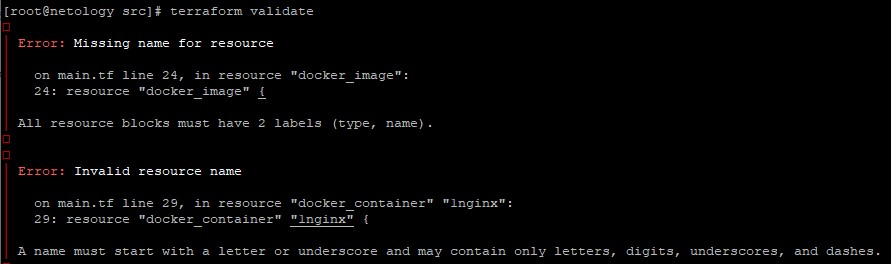 [root@netology src]# terraform validate
Error: Missing name for resource
on main.tf line 24, in resource "docker_image":
24: resource "docker_image" {
All resource blocks must have 2 labels (type, name).
Error: Invalid resource name
on main.tf line 29, in resource "docker_container" "1nginx":
29: resource "docker_container" "1nginx" {
A name must start with a letter or underscore and may contain only letters, digits, underscores, and dashes.